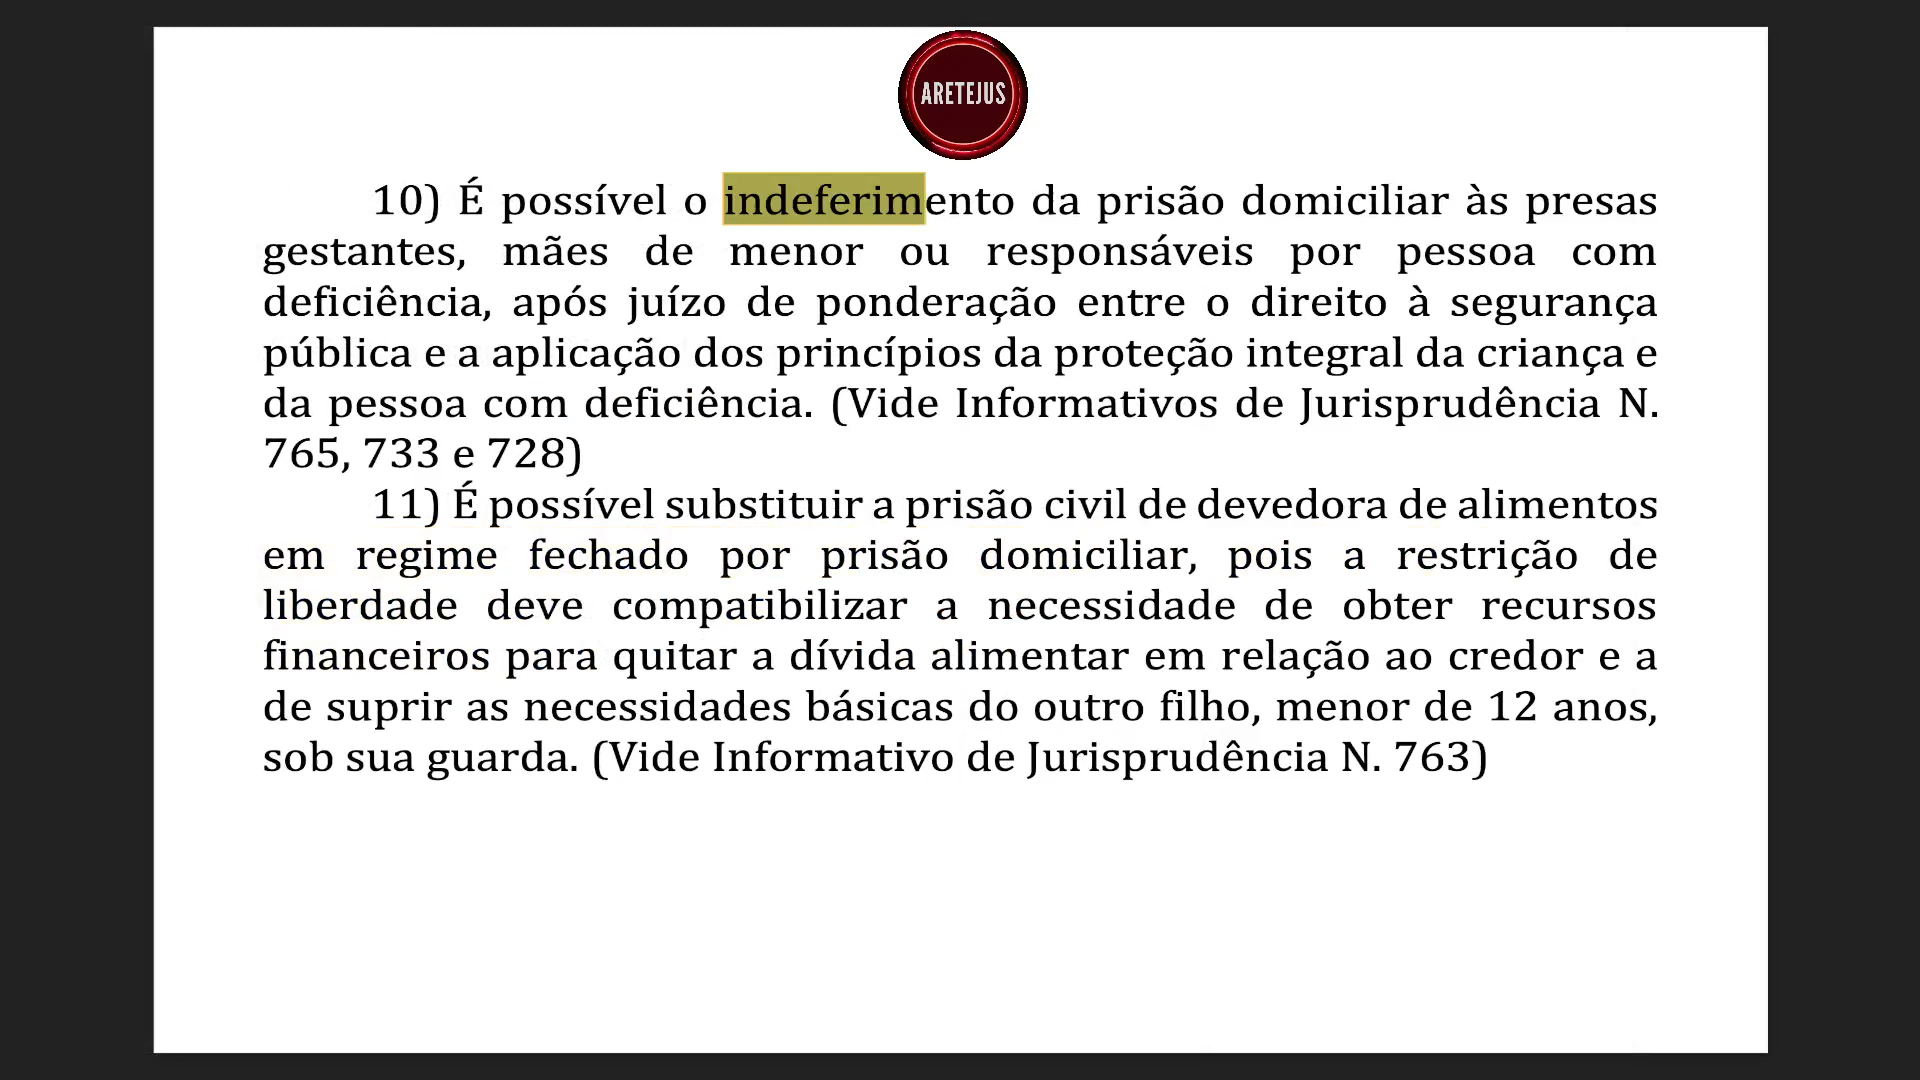 ARETEJUS
10) É possível o indeferimento da prisão domiciliar às presas
gestantes, mães de menor ou responsáveis por pessoa com
deficiência, após juízo de ponderação entre o direito à segurança
pública e a aplicação dos princípios da proteção integral da criança e
da pessoa com deficiência. (Vide Informativos de Jurisprudência N.
765, 733 e 728)
11) É possível substituir a prisão civil de devedora de alimentos
em regime fechado por prisão domiciliar, pois a restrição de
liberdade deve compatibilizar a necessidade de obter recursos
financeiros para quitar a dívida alimentar em relação ao credor e a
de suprir as necessidades básicas do outro filho, menor de 12 anos,
sob sua guarda. (Vide Informativo de Jurisprudência N. 763)